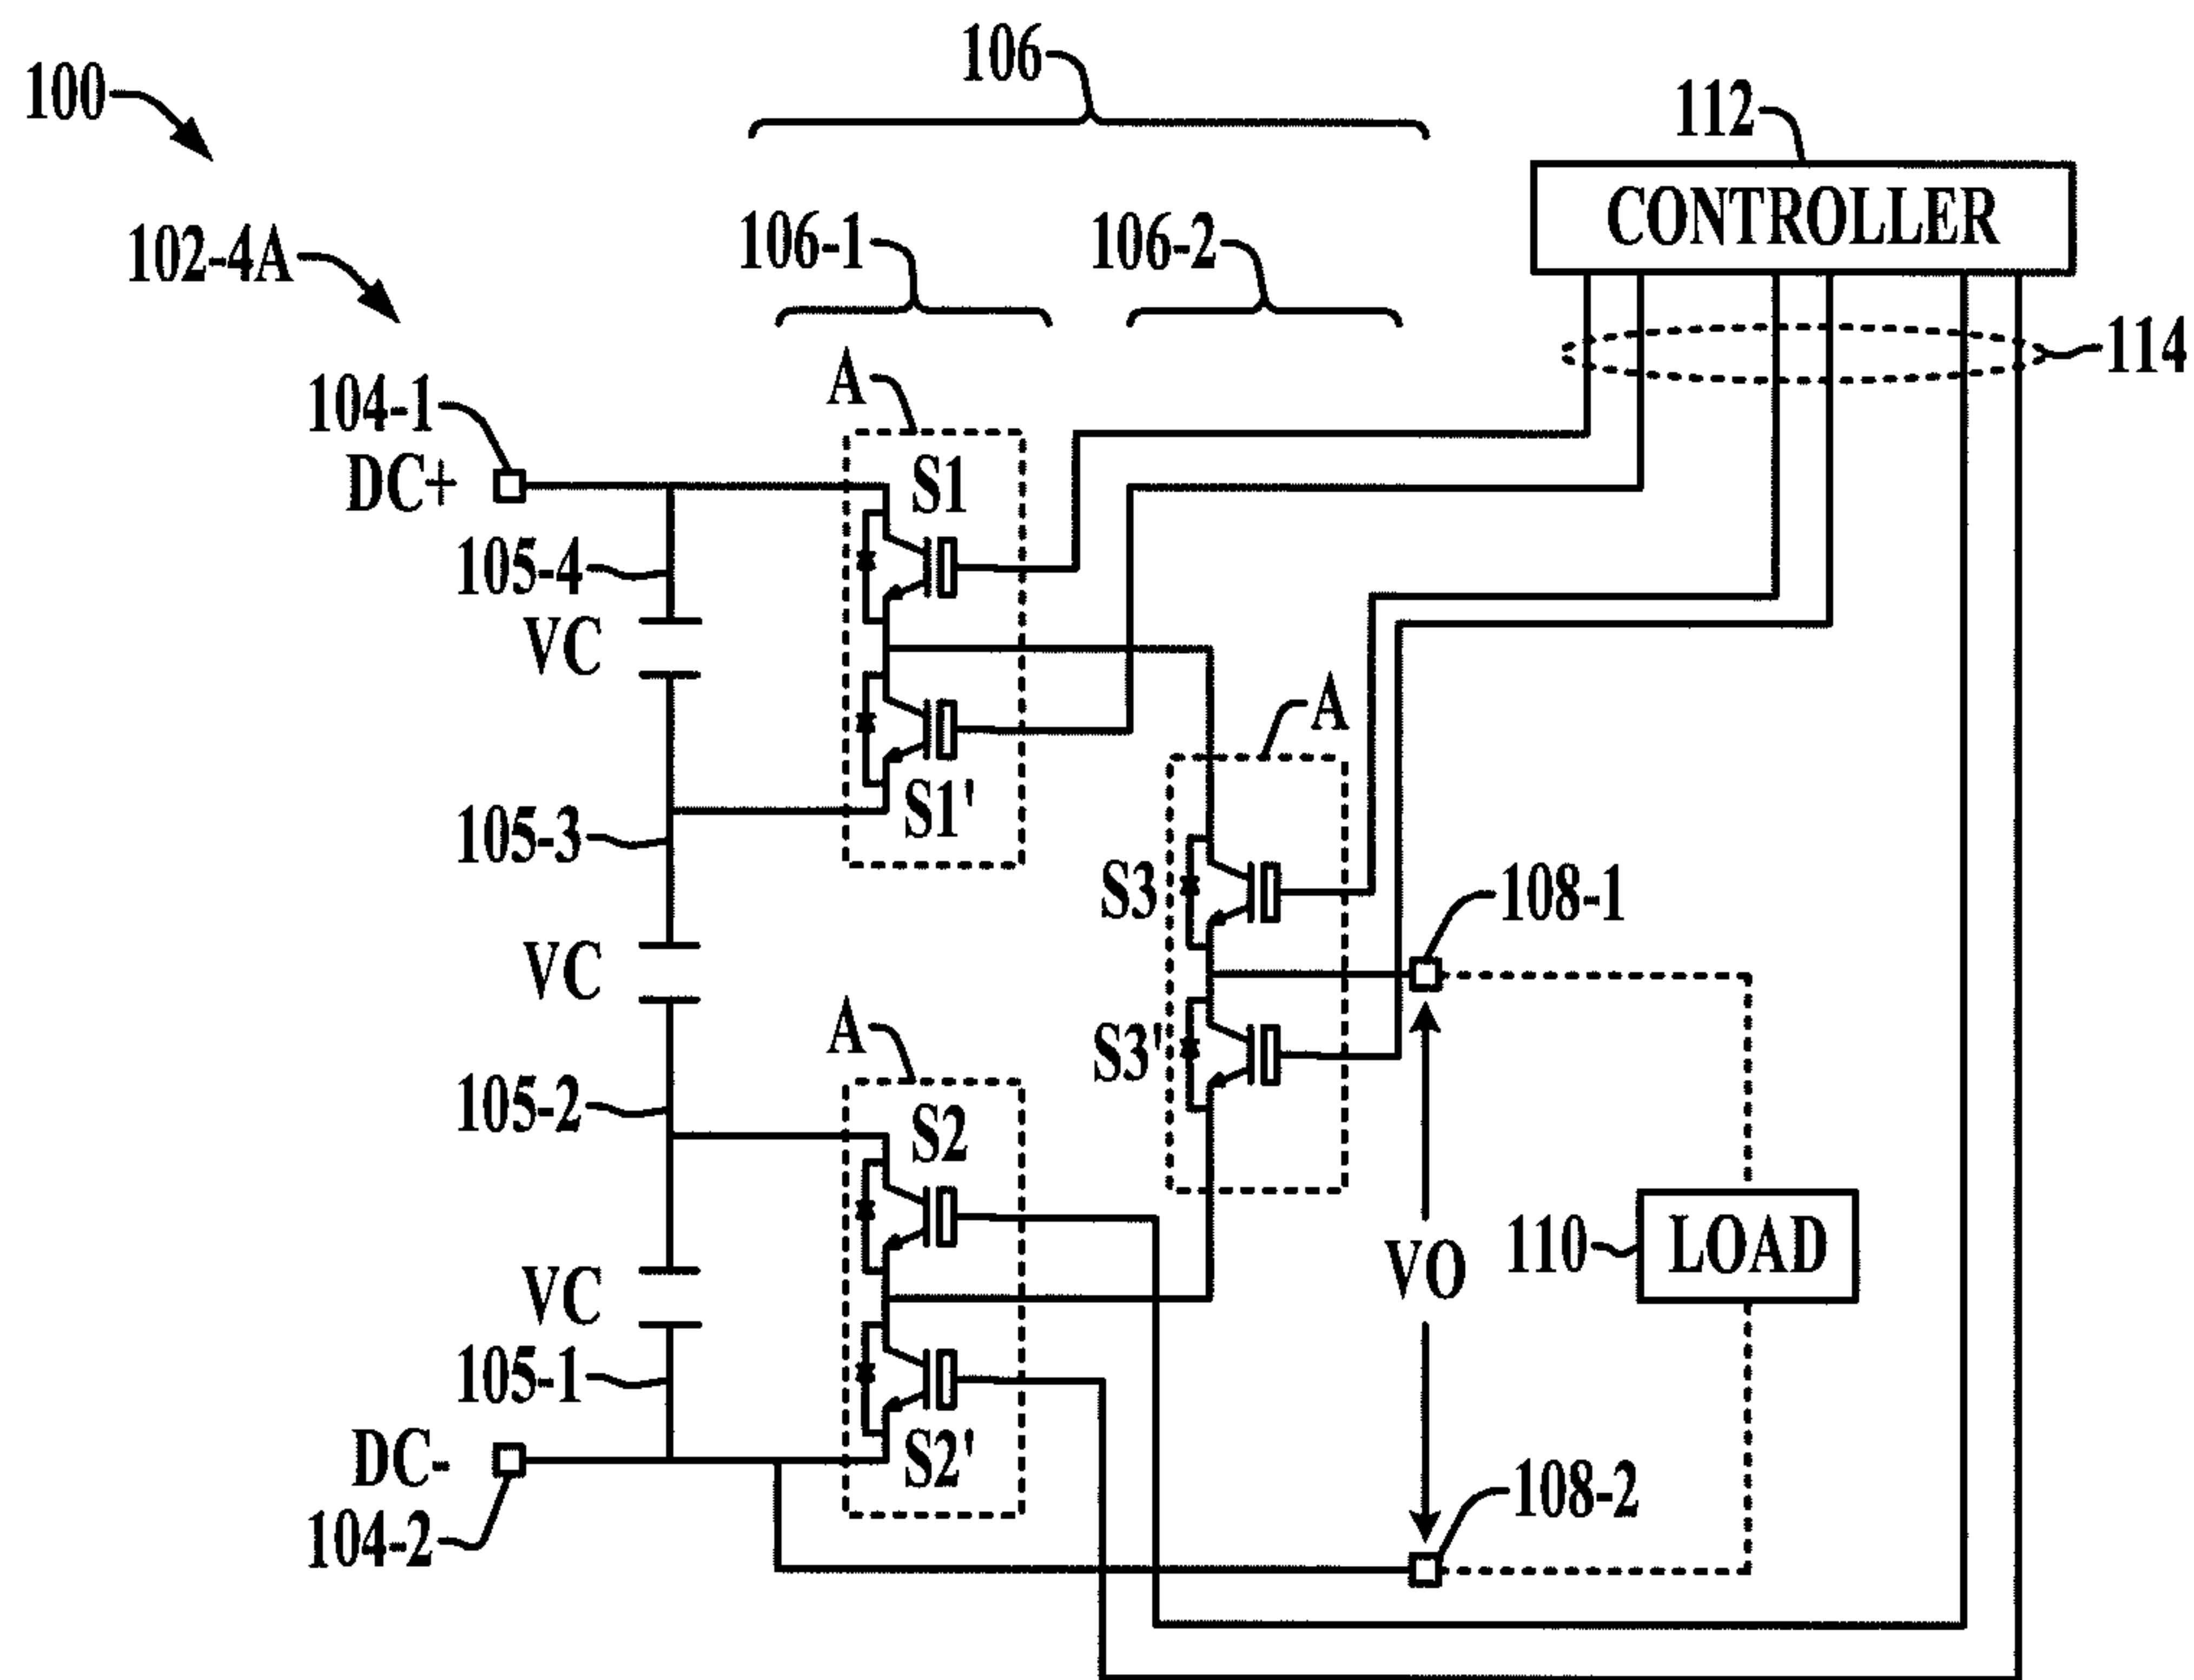 106
100
112
CONTROLLER
102-4A
106-1
106-2
114
A
104-1
DC+
S1
105-4
VC
A
S1'
105-3
S3
108-1
VC
A
S3'
105-2
S2
110
LOAD
VO
VC
105-1
DC-
S2'
108-2
104-2